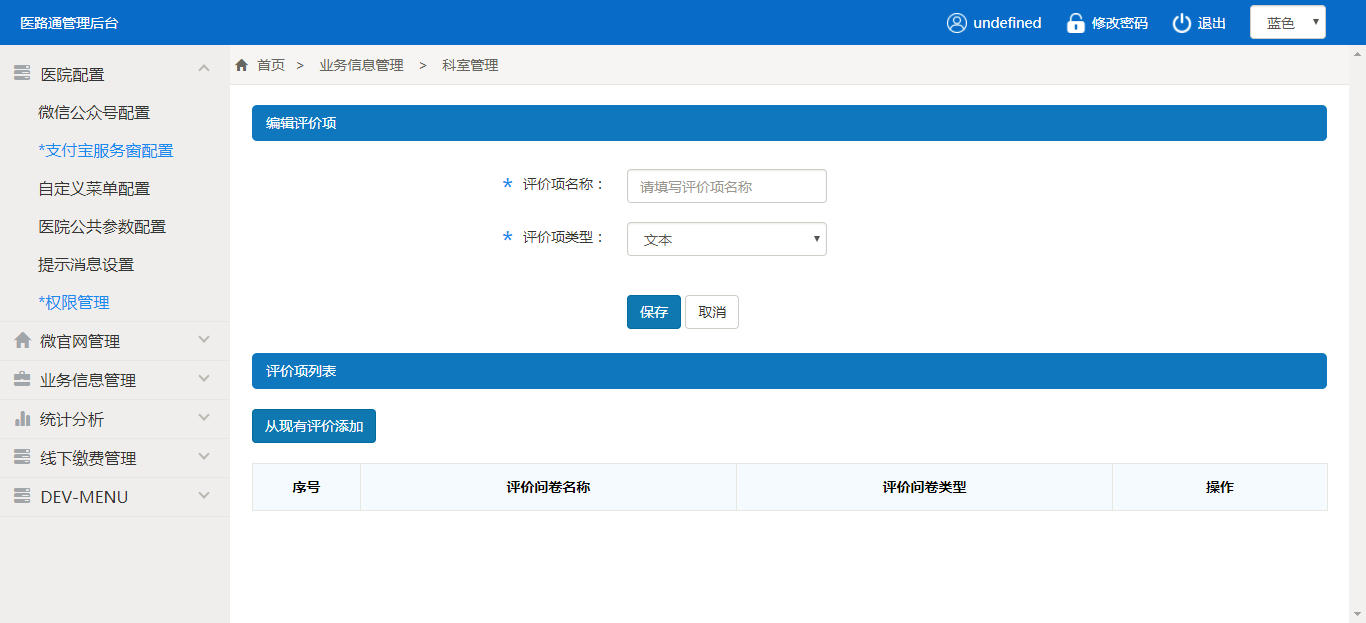 医路通管理后台
undefined
修改密码
退出
蓝色
医院配置
微信公众号配置
*支付宝服务窗配置
自定义菜单配置
医院公共参数配置
提示消息设置
*权限管理
微官网管理
业务信息管理
统计分析
线下缴费管理
DEV-MENU
首页 > 业务信息管理 > 科室管理
编辑评价项
* 评价项名称： 请填写评价项名称
* 评价项类型： 文本
保存 取消
评价项列表
从现有评价添加
序号 评价问卷名称 评价问卷类型 操作